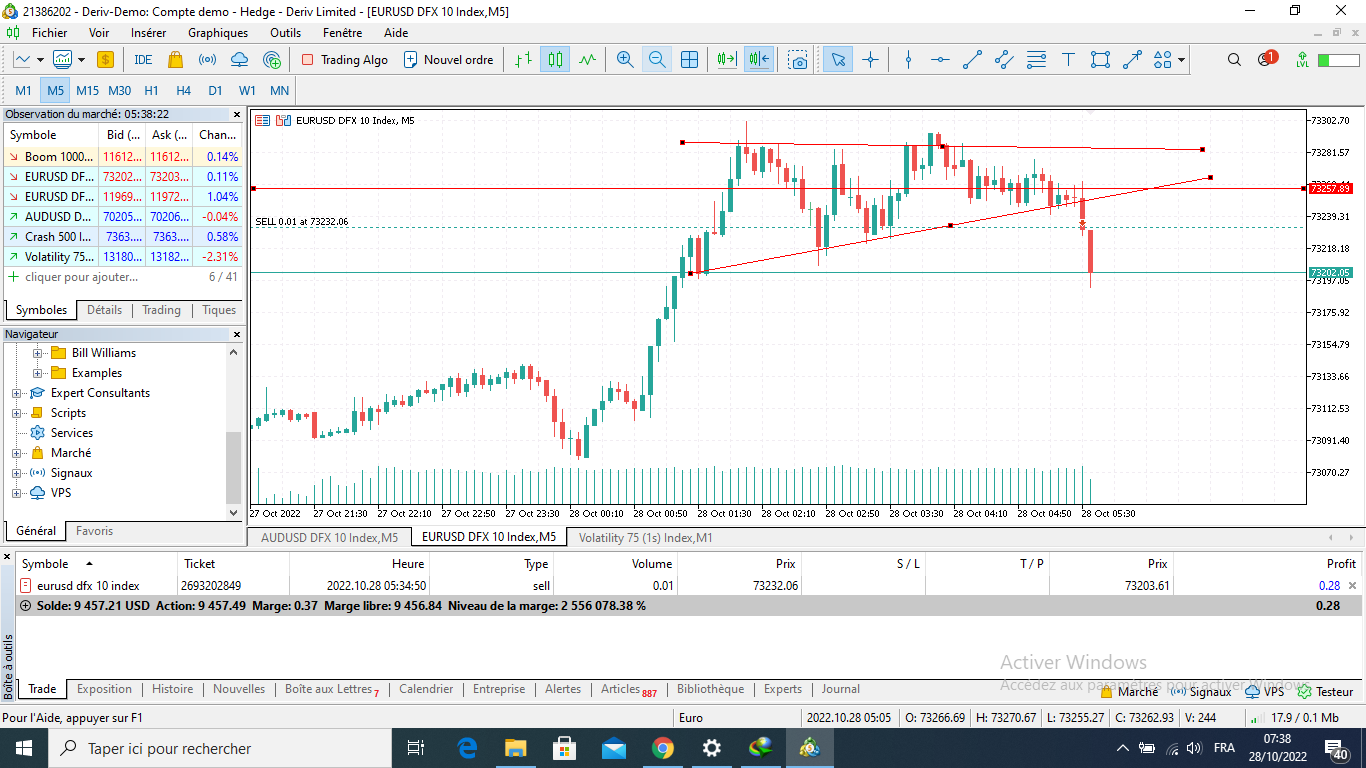 21386202 - Deriv-Demo: Compte demo - Hedge - Deriv Limited - [EURUSD DFX 10 Index,M5]
Fichier Voir Insérer Graphiques Outils Fenêtre Aide
IDE Trading Algo Nouvel ordre 1 LVL
M1 M5 M15 M30 H1 H4 D1 W1 MN
Observation du marché: 05:38:22
Symbole Bid (... Ask (... Chan...
Boom 1000... 11612... 11612... 0.14%
EURUSD DF... 73202... 73203... 0.11%
EURUSD DF... 11969... 11972... 1.04%
AUDUSD D... 70205... 70206... -0.04%
Crash 500 I... 7363.... 7363.... 0.58%
Volatility 75... 13180... 13182... -2.31%
cliquer pour ajouter... 6 / 41
Symboles Détails Trading Tiques
Navigateur
Bill Williams
Examples
Expert Consultants
Scripts
Services
Marché
Signaux
VPS
Général Favoris
EURUSD DFX 10 Index, M5
SELL 0.01 at 73232.06
73302.70
73281.57
73257.89
73239.31
73218.18
73202.05
73197.05
73175.92
73154.79
73133.66
73112.53
73091.40
73070.27
27 Oct 2022 27 Oct 21:30 27 Oct 22:10 27 Oct 22:50 27 Oct 23:30 28 Oct 00:10 28 Oct 00:50 28 Oct 01:30 28 Oct 02:10 28 Oct 02:50 28 Oct 03:30 28 Oct 04:10 28 Oct 04:50 28 Oct 05:30
AUDUSD DFX 10 Index,M5 EURUSD DFX 10 Index,M5 Volatility 75 (1s) Index,M1
Symbole Ticket Heure Type Volume Prix S / L T / P Prix Profit
eurusd dfx 10 index 2693202849 2022.10.28 05:34:50 sell 0.01 73232.06 73203.61 0.28
Solde: 9 457.21 USD Action: 9 457.49 Marge: 0.37 Marge libre: 9 456.84 Niveau de la marge: 2 556 078.38 % 0.28
Boîte à outils
Activer Windows
Accédez aux paramètres pour activer Windows.
Trade Exposition Histoire Nouvelles Boîte aux Lettres 7 Calendrier Entreprise Alertes Articles 887 Bibliothèque Experts Journal
Marché Signaux VPS Testeur
Pour l'Aide, appuyer sur F1 Euro 2022.10.28 05:05 O: 73266.69 H: 73270.67 L: 73255.27 C: 73262.93 V: 244 17.9 / 0.1 Mb
Taper ici pour rechercher
FRA
07:38
28/10/2022
40